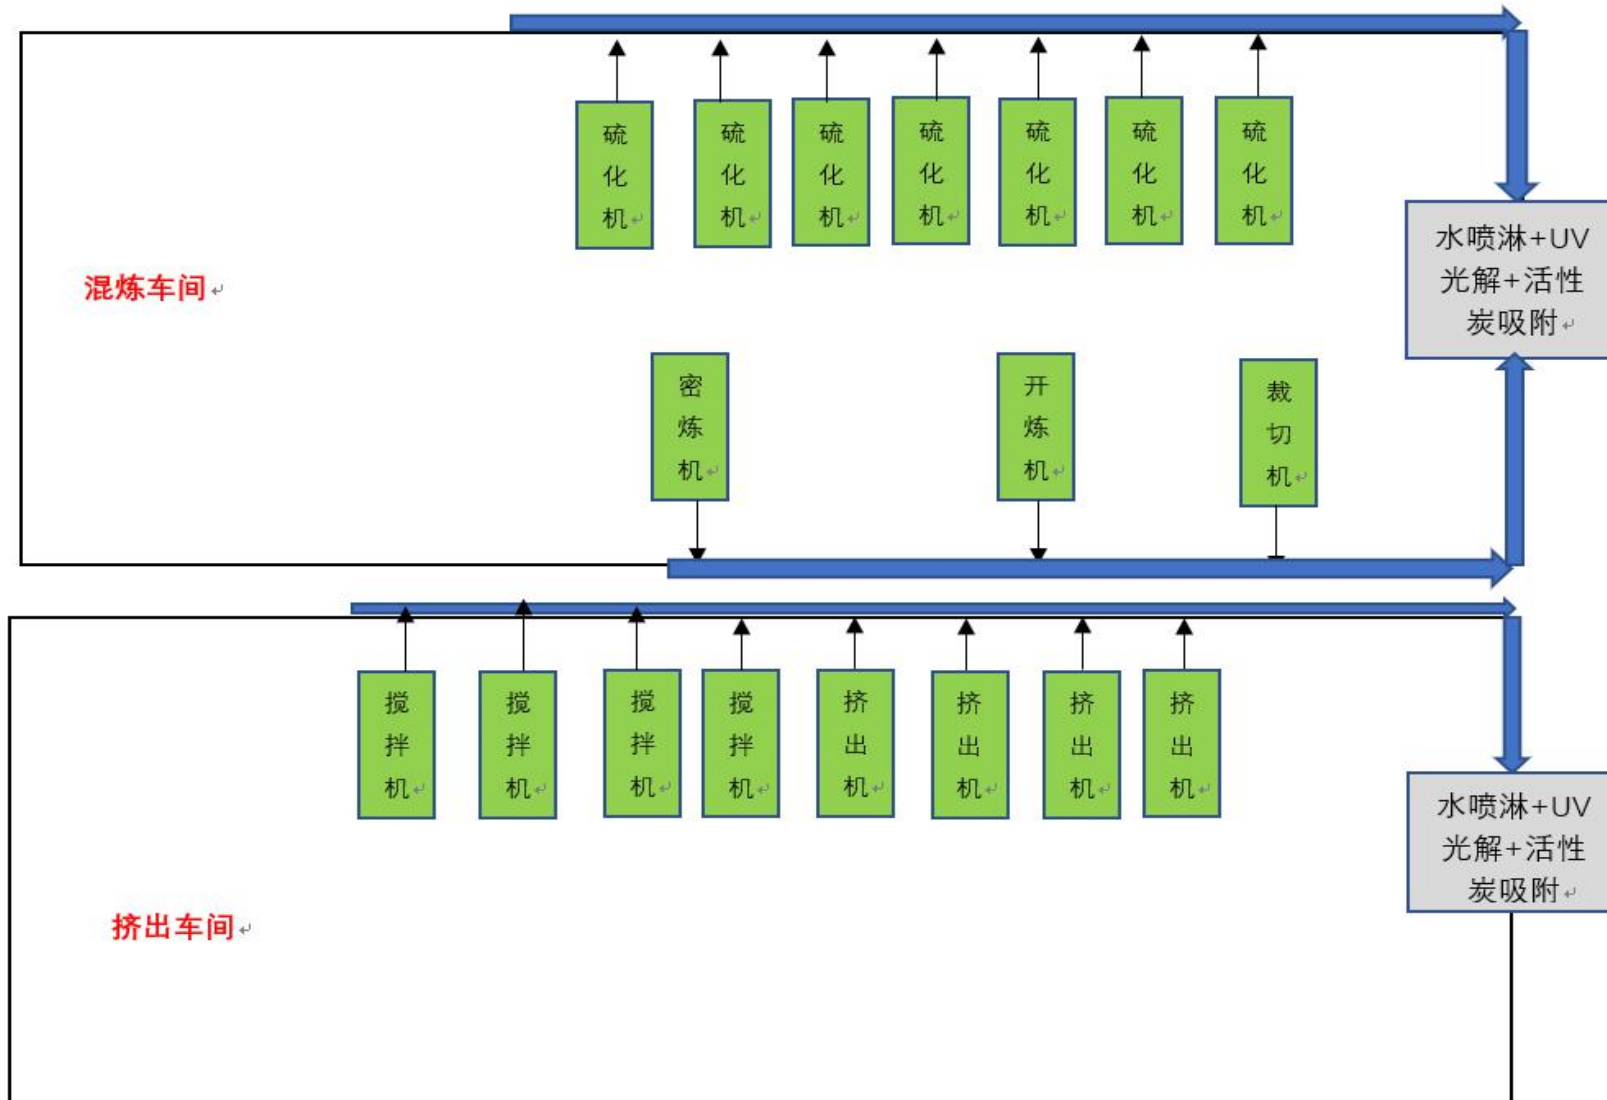 硫化机
硫化机
硫化机
硫化机
硫化机
硫化机
硫化机
水喷淋+UV
光解+活性
炭吸附
混炼车间
密炼机
开炼机
裁切机
搅拌机
搅拌机
搅拌机
搅拌机
挤出机
挤出机
挤出机
挤出机
水喷淋+UV
光解+活性
炭吸附
挤出车间